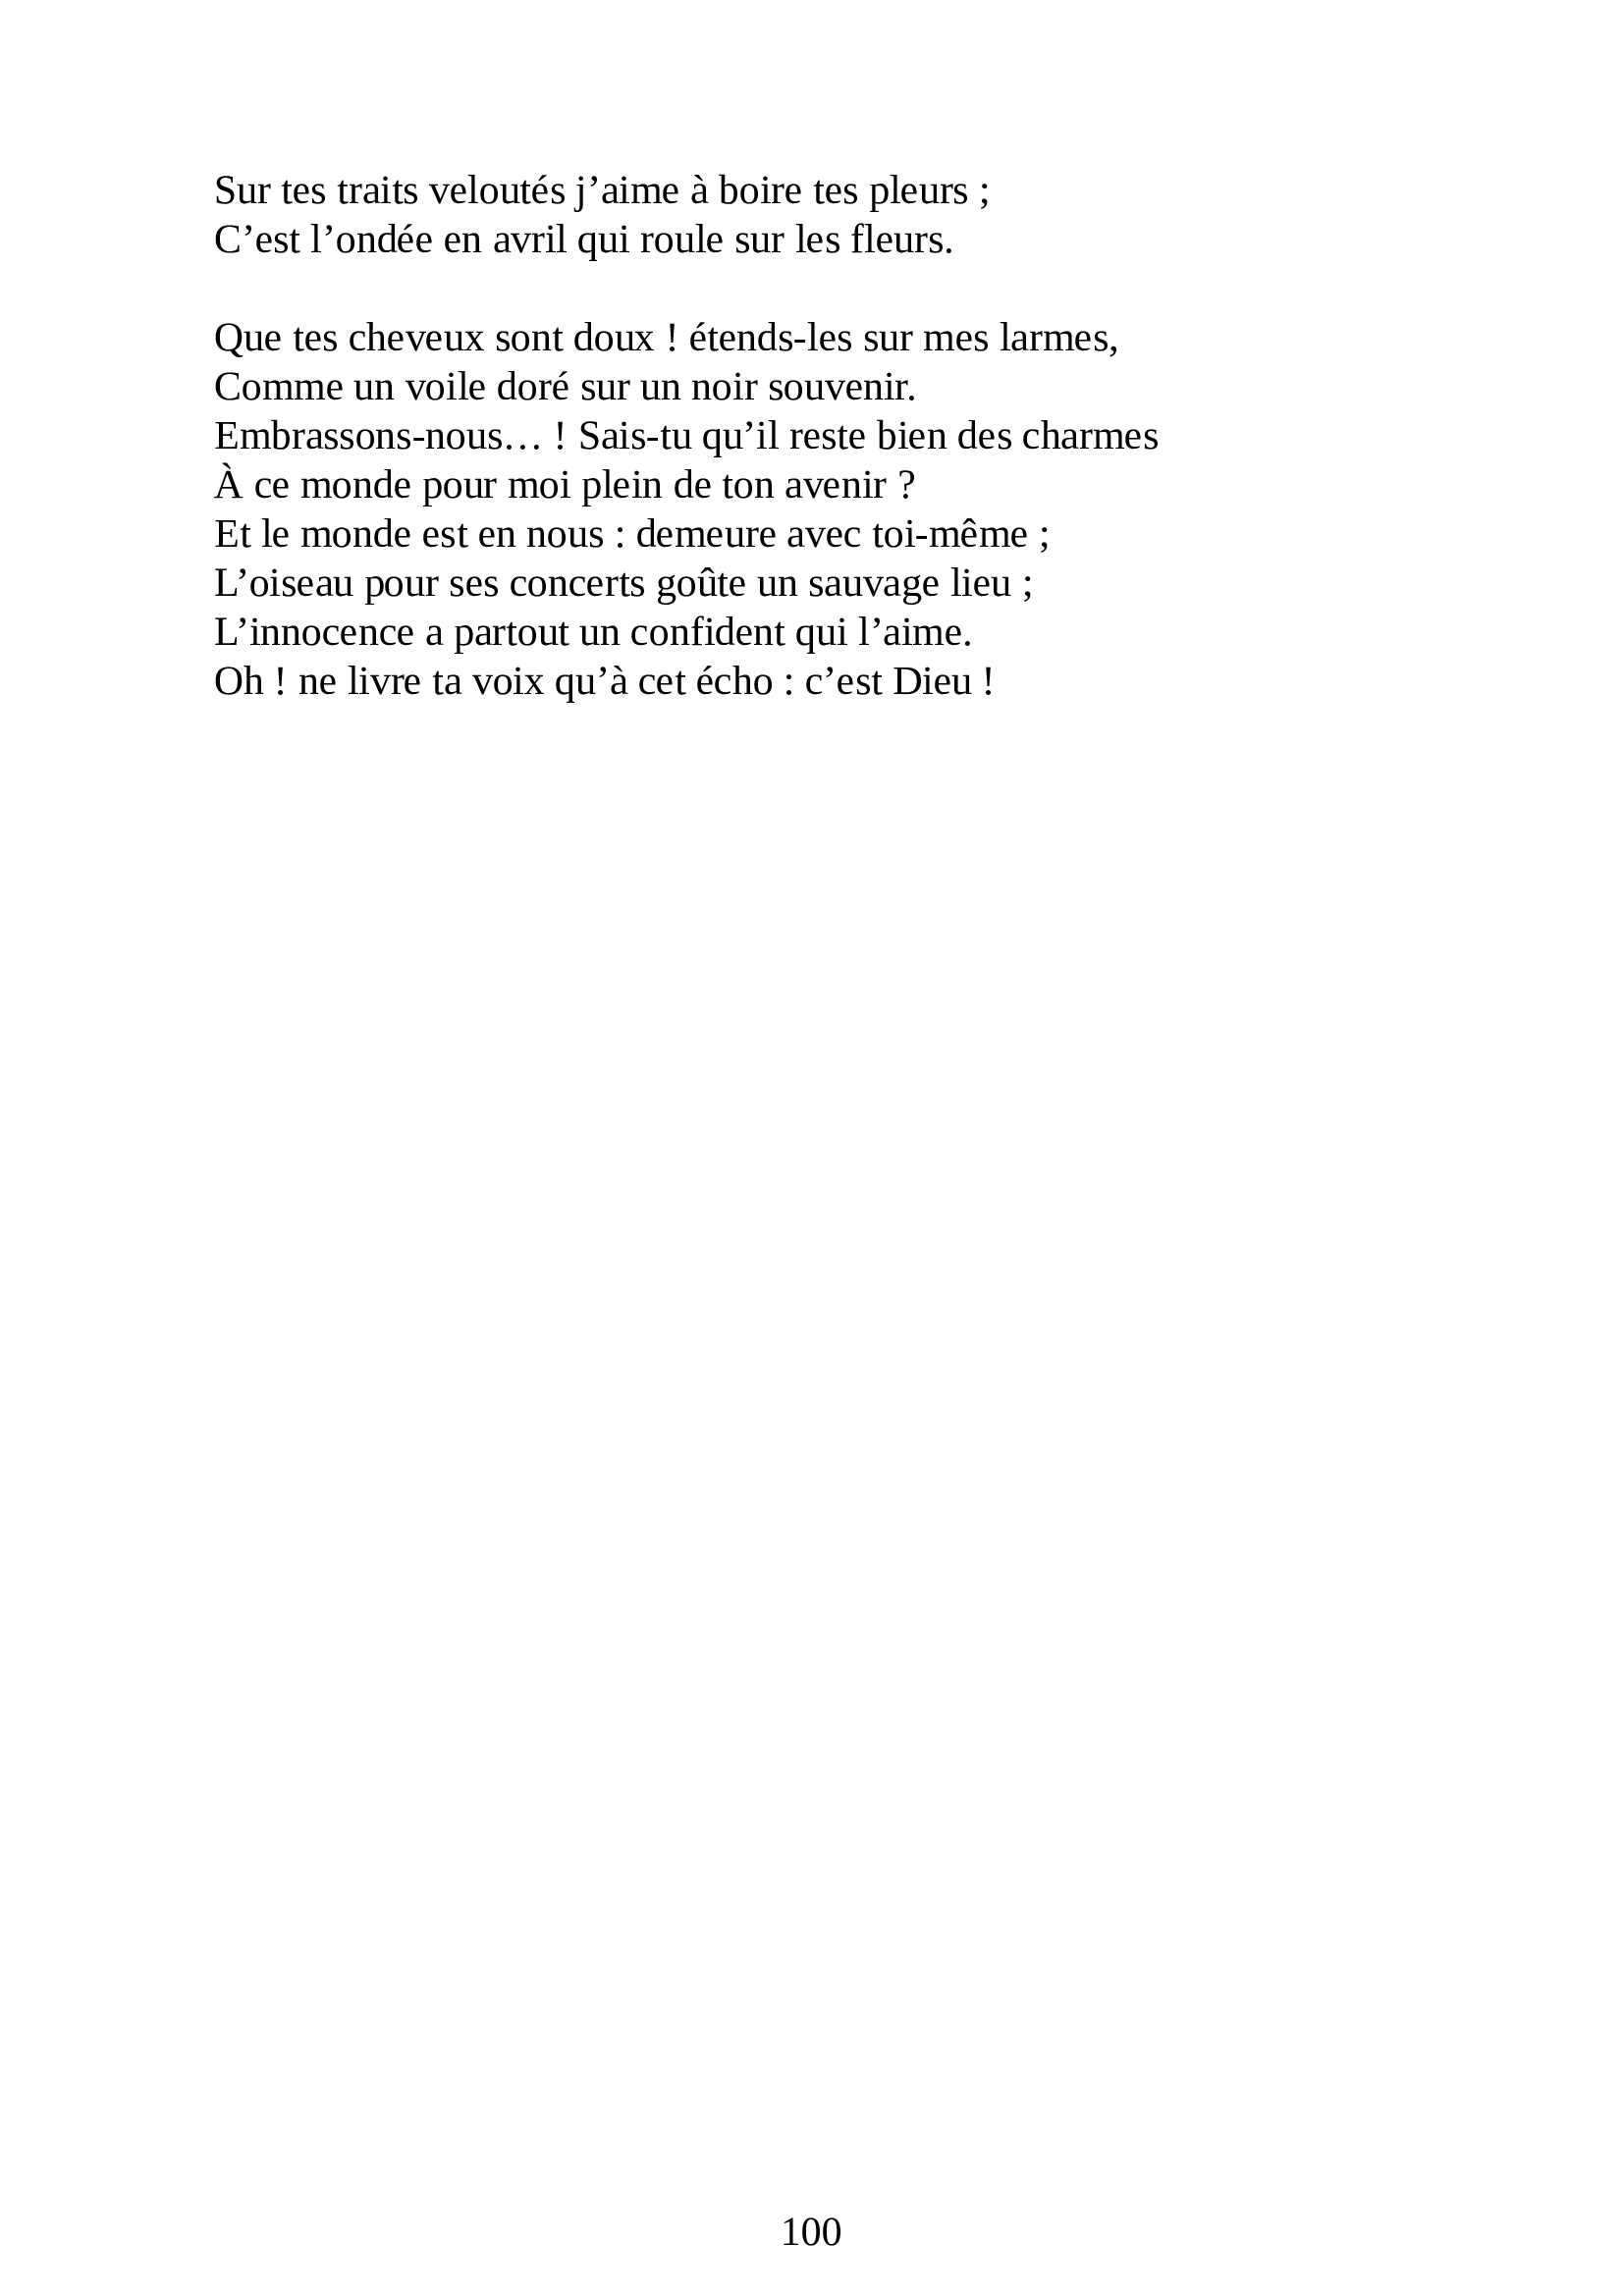 Sur tes traits veloutés j’aime à boire tes pleurs ;
C’est l’ondée en avril qui roule sur les fleurs.

Que tes cheveux sont doux ! étends-les sur mes larmes,
Comme un voile doré sur un noir souvenir.
Embrassons-nous… ! Sais-tu qu’il reste bien des charmes
À ce monde pour moi plein de ton avenir ?
Et le monde est en nous : demeure avec toi-même ;
L’oiseau pour ses concerts goûte un sauvage lieu ;
L’innocence a partout un confident qui l’aime.
Oh ! ne livre ta voix qu’à cet écho : c’est Dieu !

100